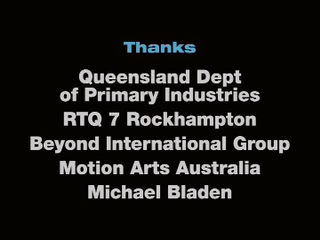 Thanks
Queensland Dept
of Primary Industries
RTQ 7 Rockhampton
Beyond International Group
Motion Arts Australia
Michael Bladen